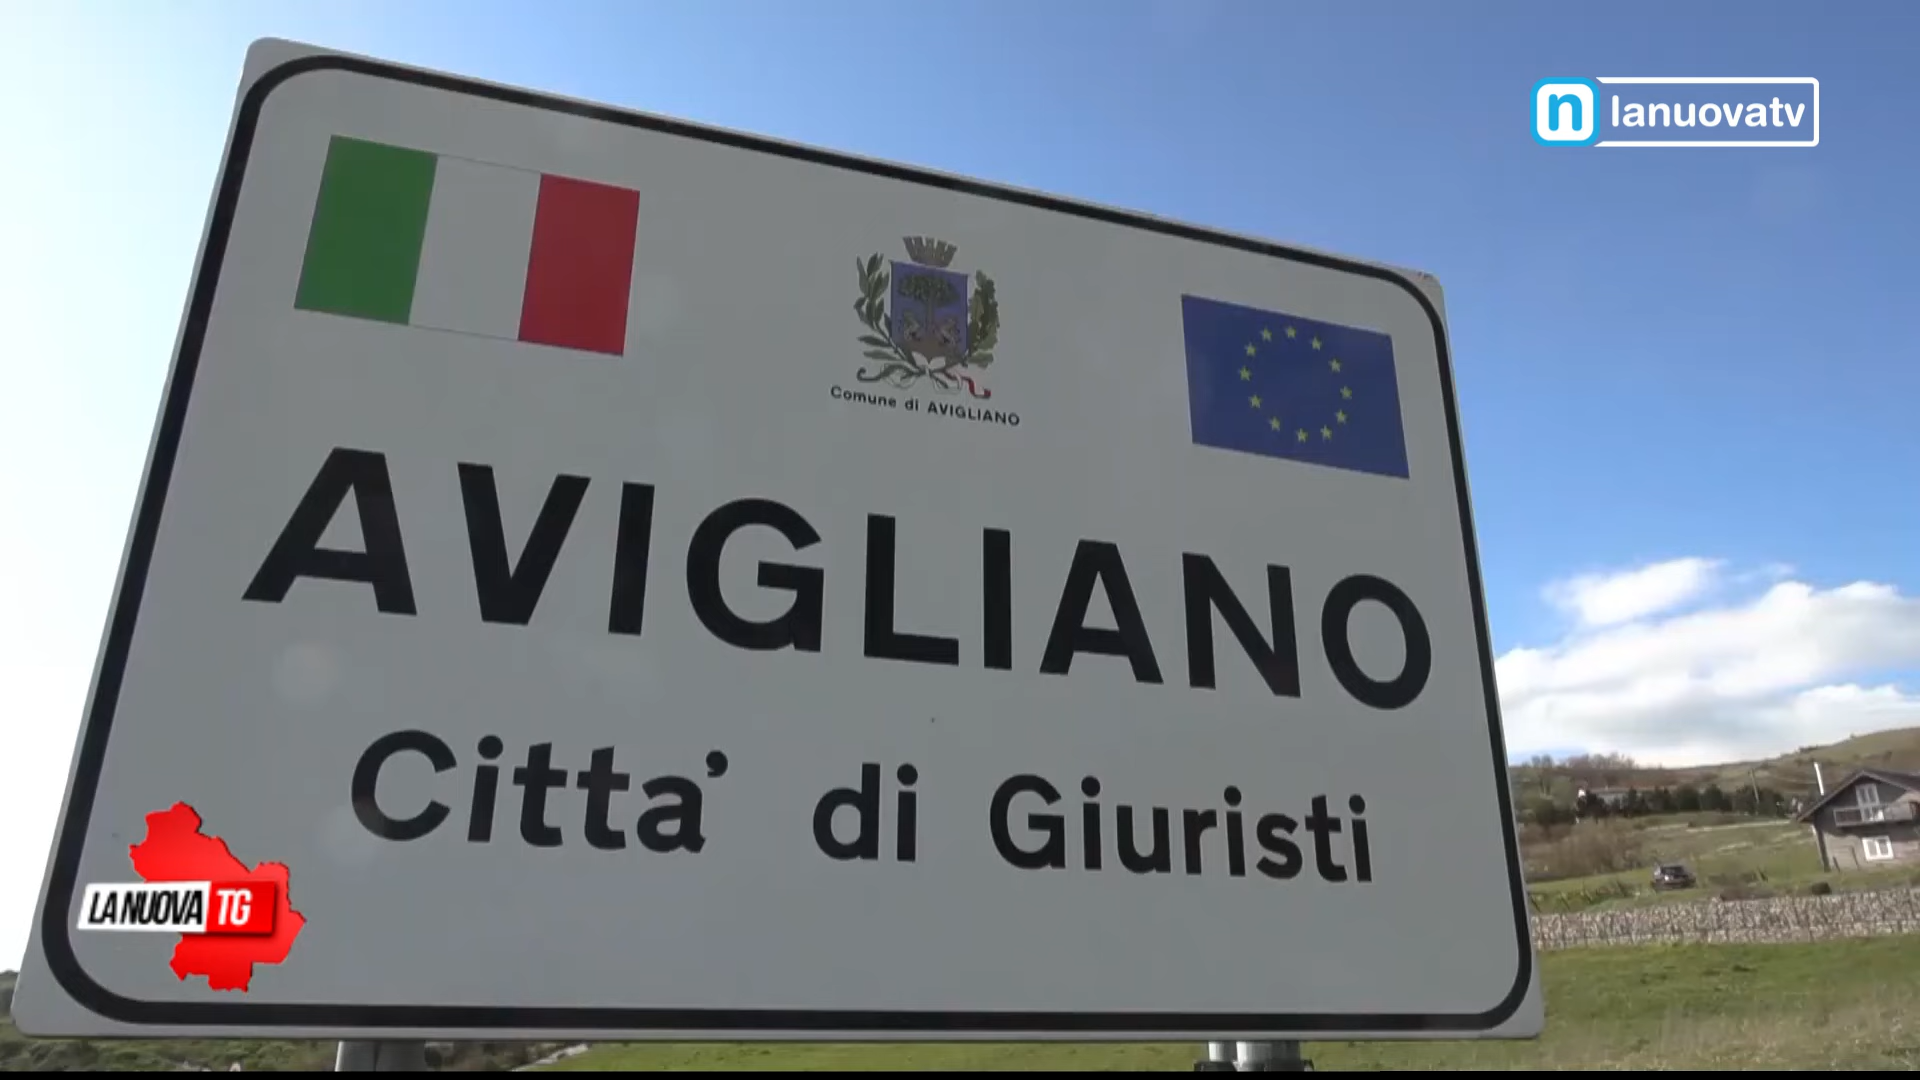 n lanuovatv
Comune di AVIGLIANO
AVIGLIANO
Citta' di Giuristi
LA NUOVA TG